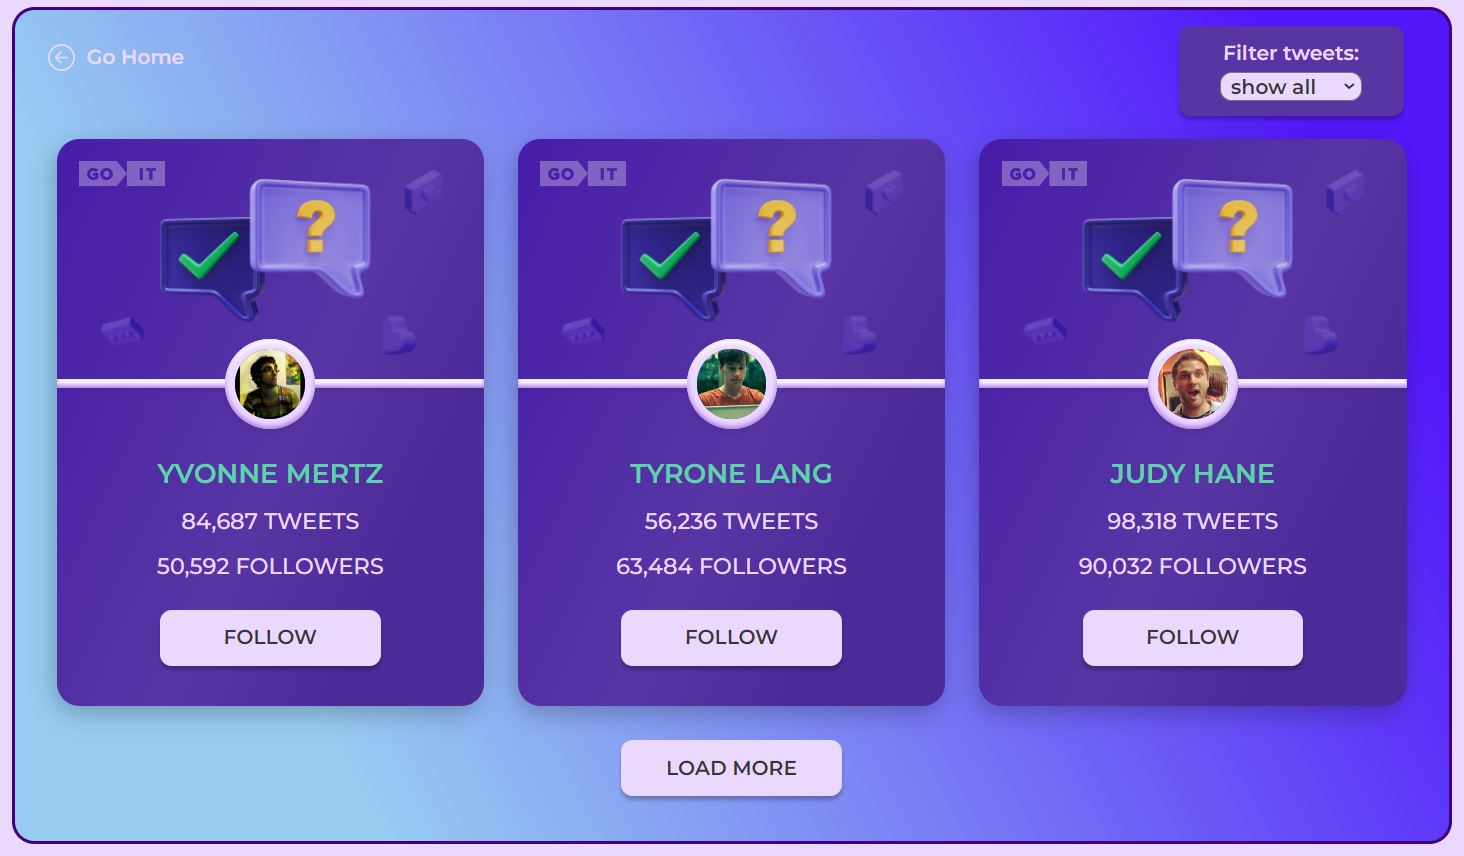 Go Home
Filter tweets:
show all
GO IT
YVONNE MERTZ
84,687 TWEETS
50,592 FOLLOWERS
FOLLOW
GO IT
TYRONE LANG
56,236 TWEETS
63,484 FOLLOWERS
FOLLOW
GO IT
JUDY HANE
98,318 TWEETS
90,032 FOLLOWERS
FOLLOW
LOAD MORE